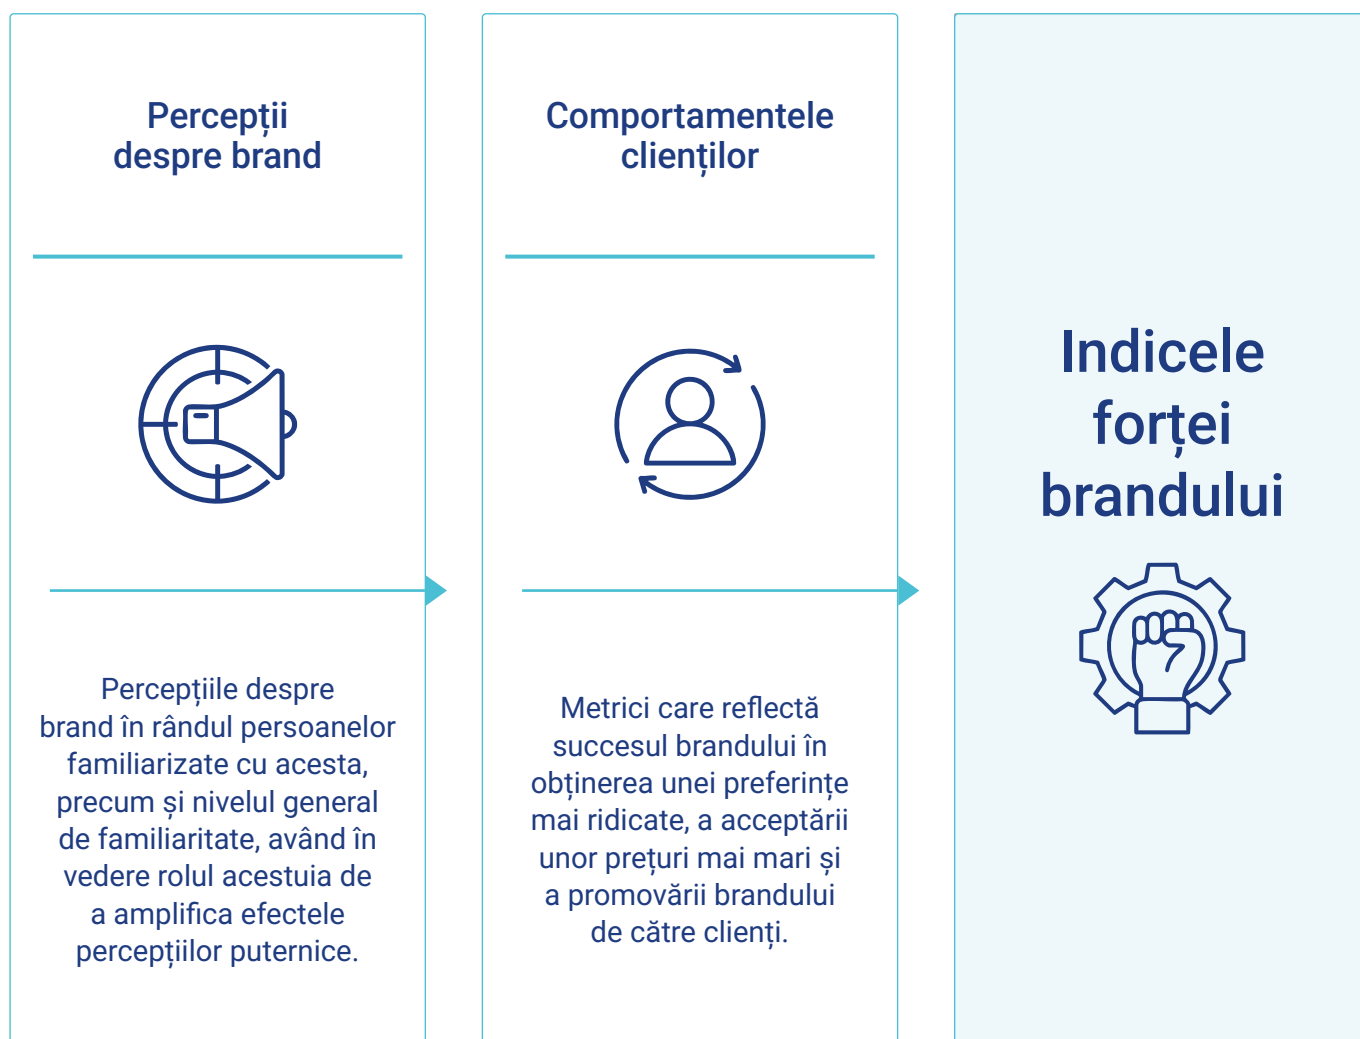 Percepții
despre brand
Percepțiile despre
brand în rândul persoanelor
familiarizate cu acesta,
precum și nivelul general
de familiaritate, având în
vedere rolul acestuia de
a amplifica efectele
percepțiilor puternice.
Comportamentele
clienților
Metrici care reflectă
succesul brandului în
obținerea unei preferințe
mai ridicate, a acceptării
unor prețuri mai mari și
a promovării brandului
de către clienți.
Indicele
forței
brandului